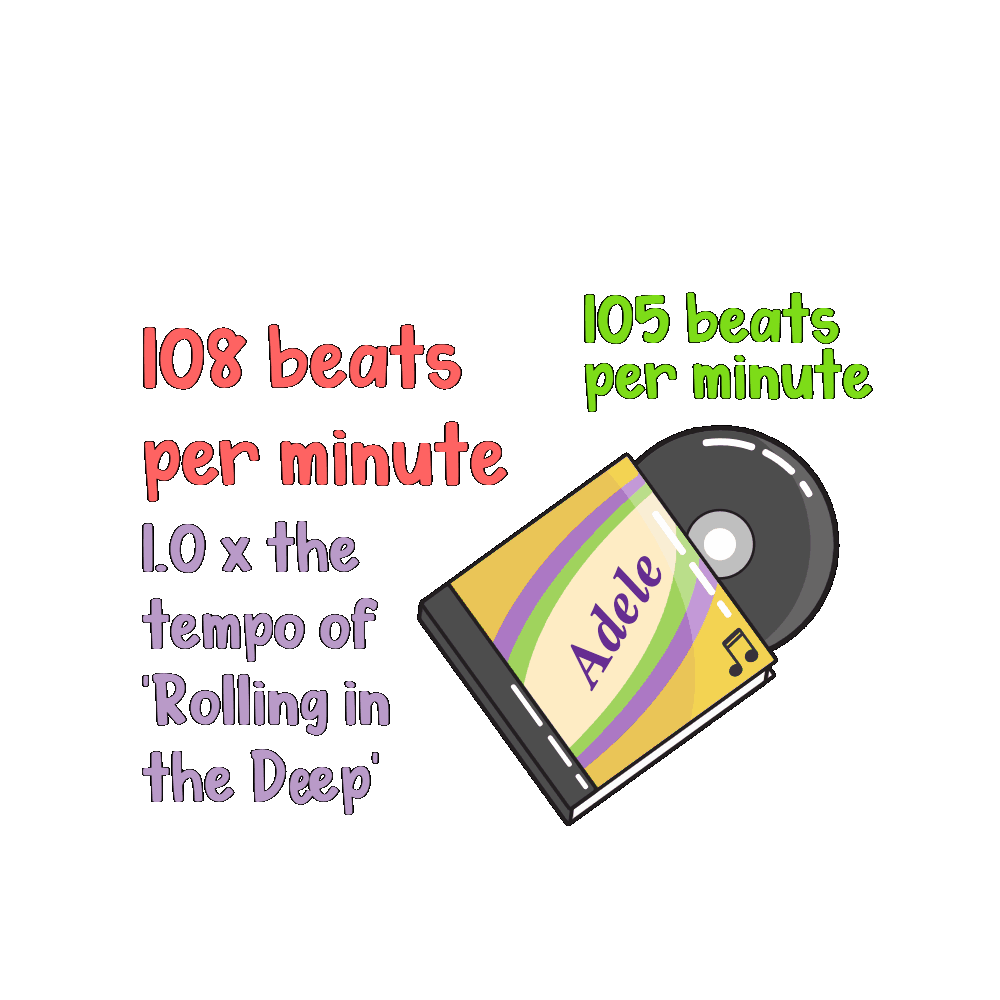 108 beats
per minute
1.0 x the
tempo of
'Rolling in
the Deep'
105 beats
per minute
Adele